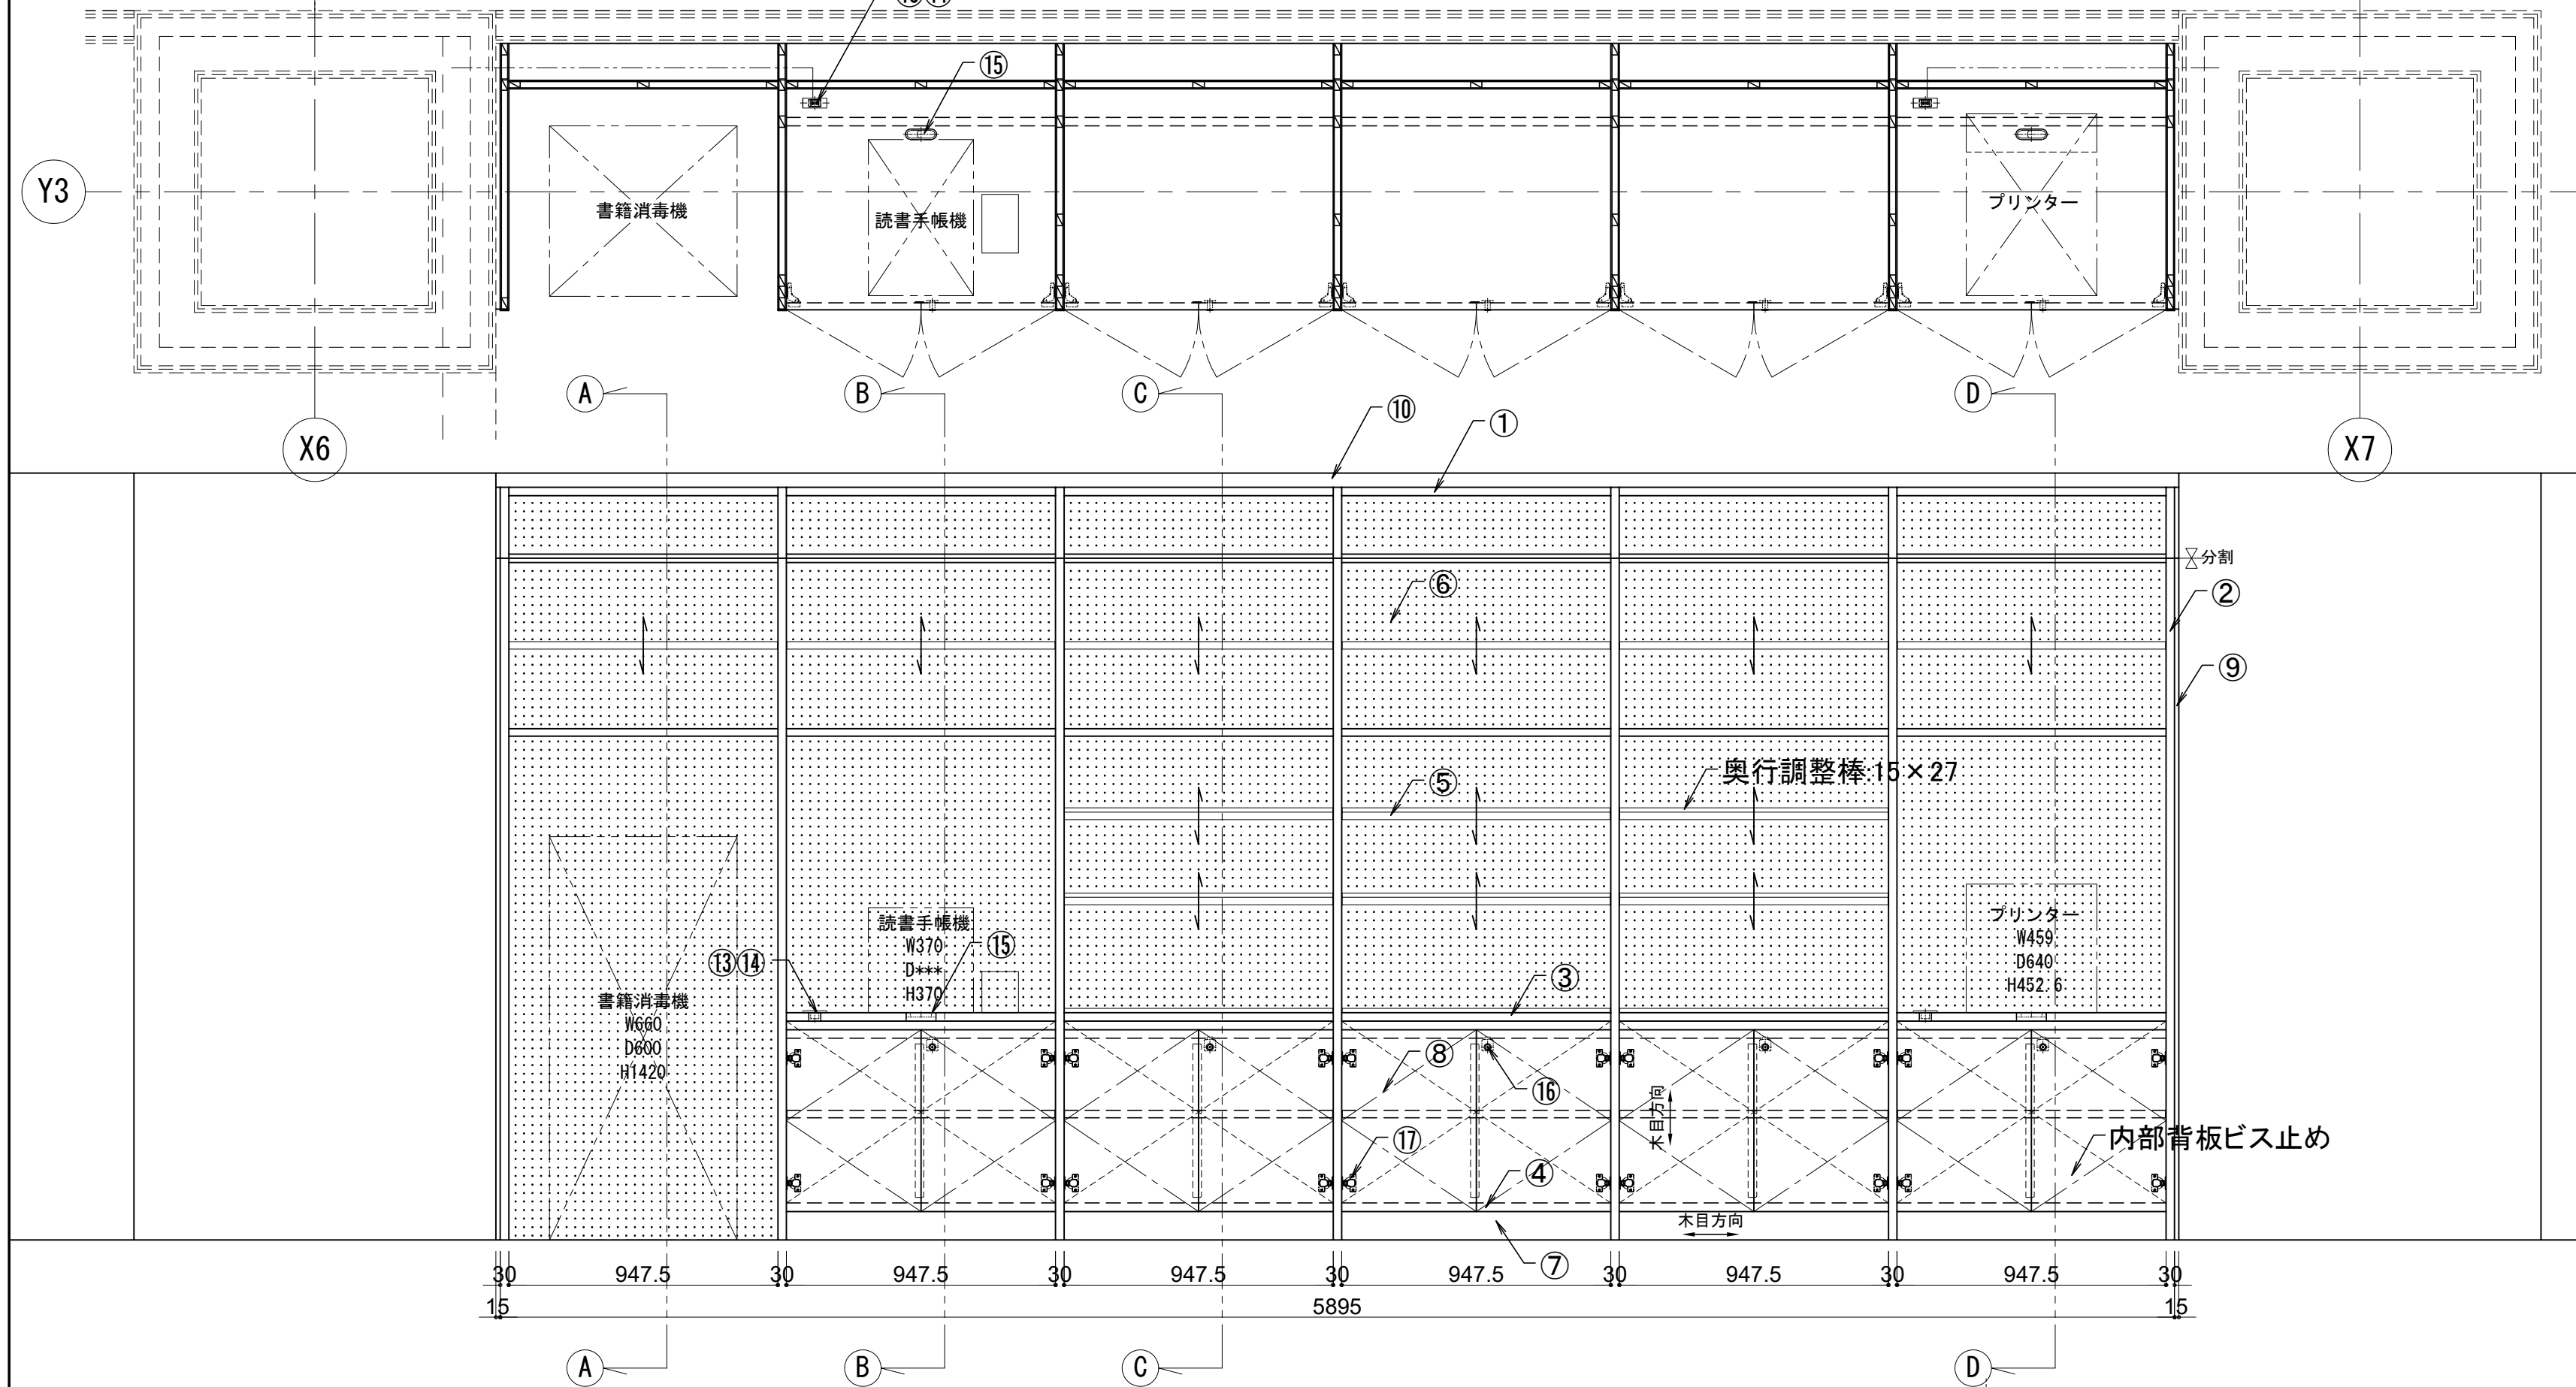 ⑬⑭
⑮
Y3
書籍消毒機
読書手帳機
プリンター
A
B
C
D
⑩
①
X6
X7
分割
②
⑥
⑨
奥行調整棒:15×27
⑤
読書手帳機
W370
D***
H370
⑮
⑬⑭
プリンター
W459
D640
H452.6
③
書籍消毒機
W660
D600
H1420
⑧
⑯
木目方向
⑰
内部背板ビス止め
④
木目方向
⑦
30 947.5 30 947.5 30 947.5 30 947.5 30 947.5 30 947.5 30
15 5895 15
A
B
C
D